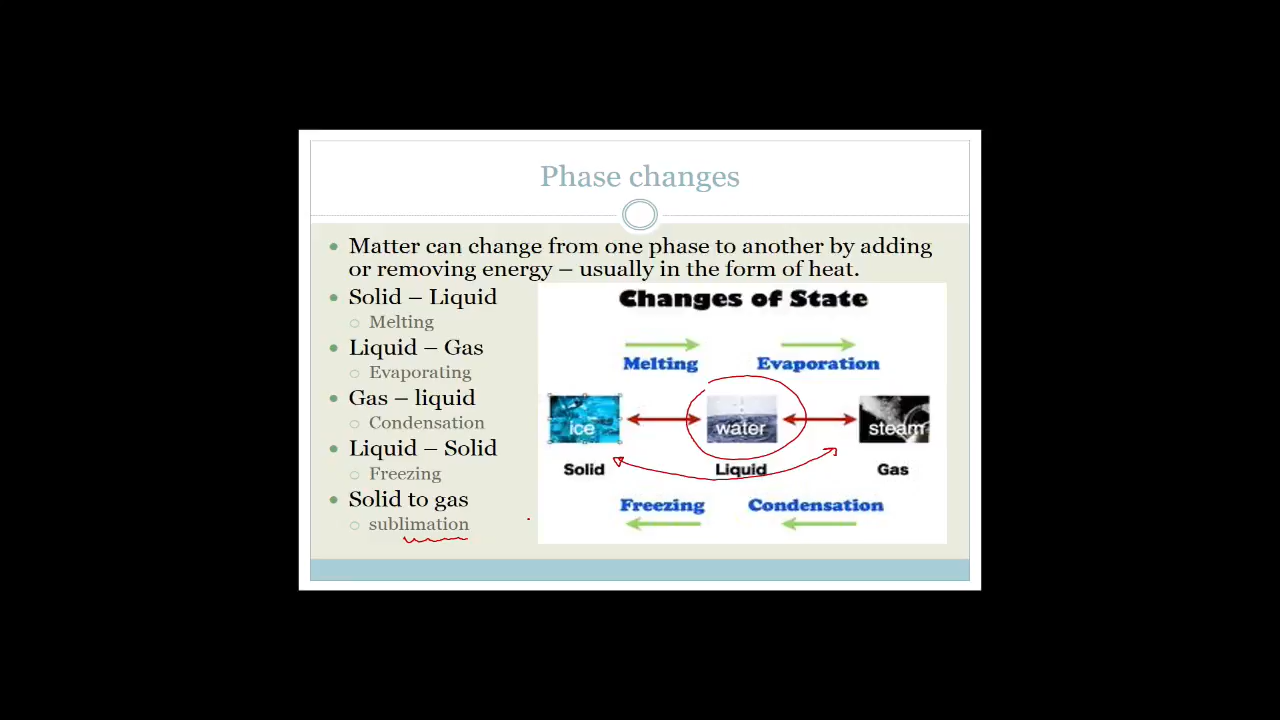 Phase changes
Matter can change from one phase to another by adding
or removing energy – usually in the form of heat.
Solid – Liquid
Melting
Liquid – Gas
Evaporating
Gas – liquid
Condensation
Liquid – Solid
Freezing
Solid to gas
sublimation
Changes of State
Melting Evaporation
ice water steam
Solid Liquid Gas
Freezing Condensation